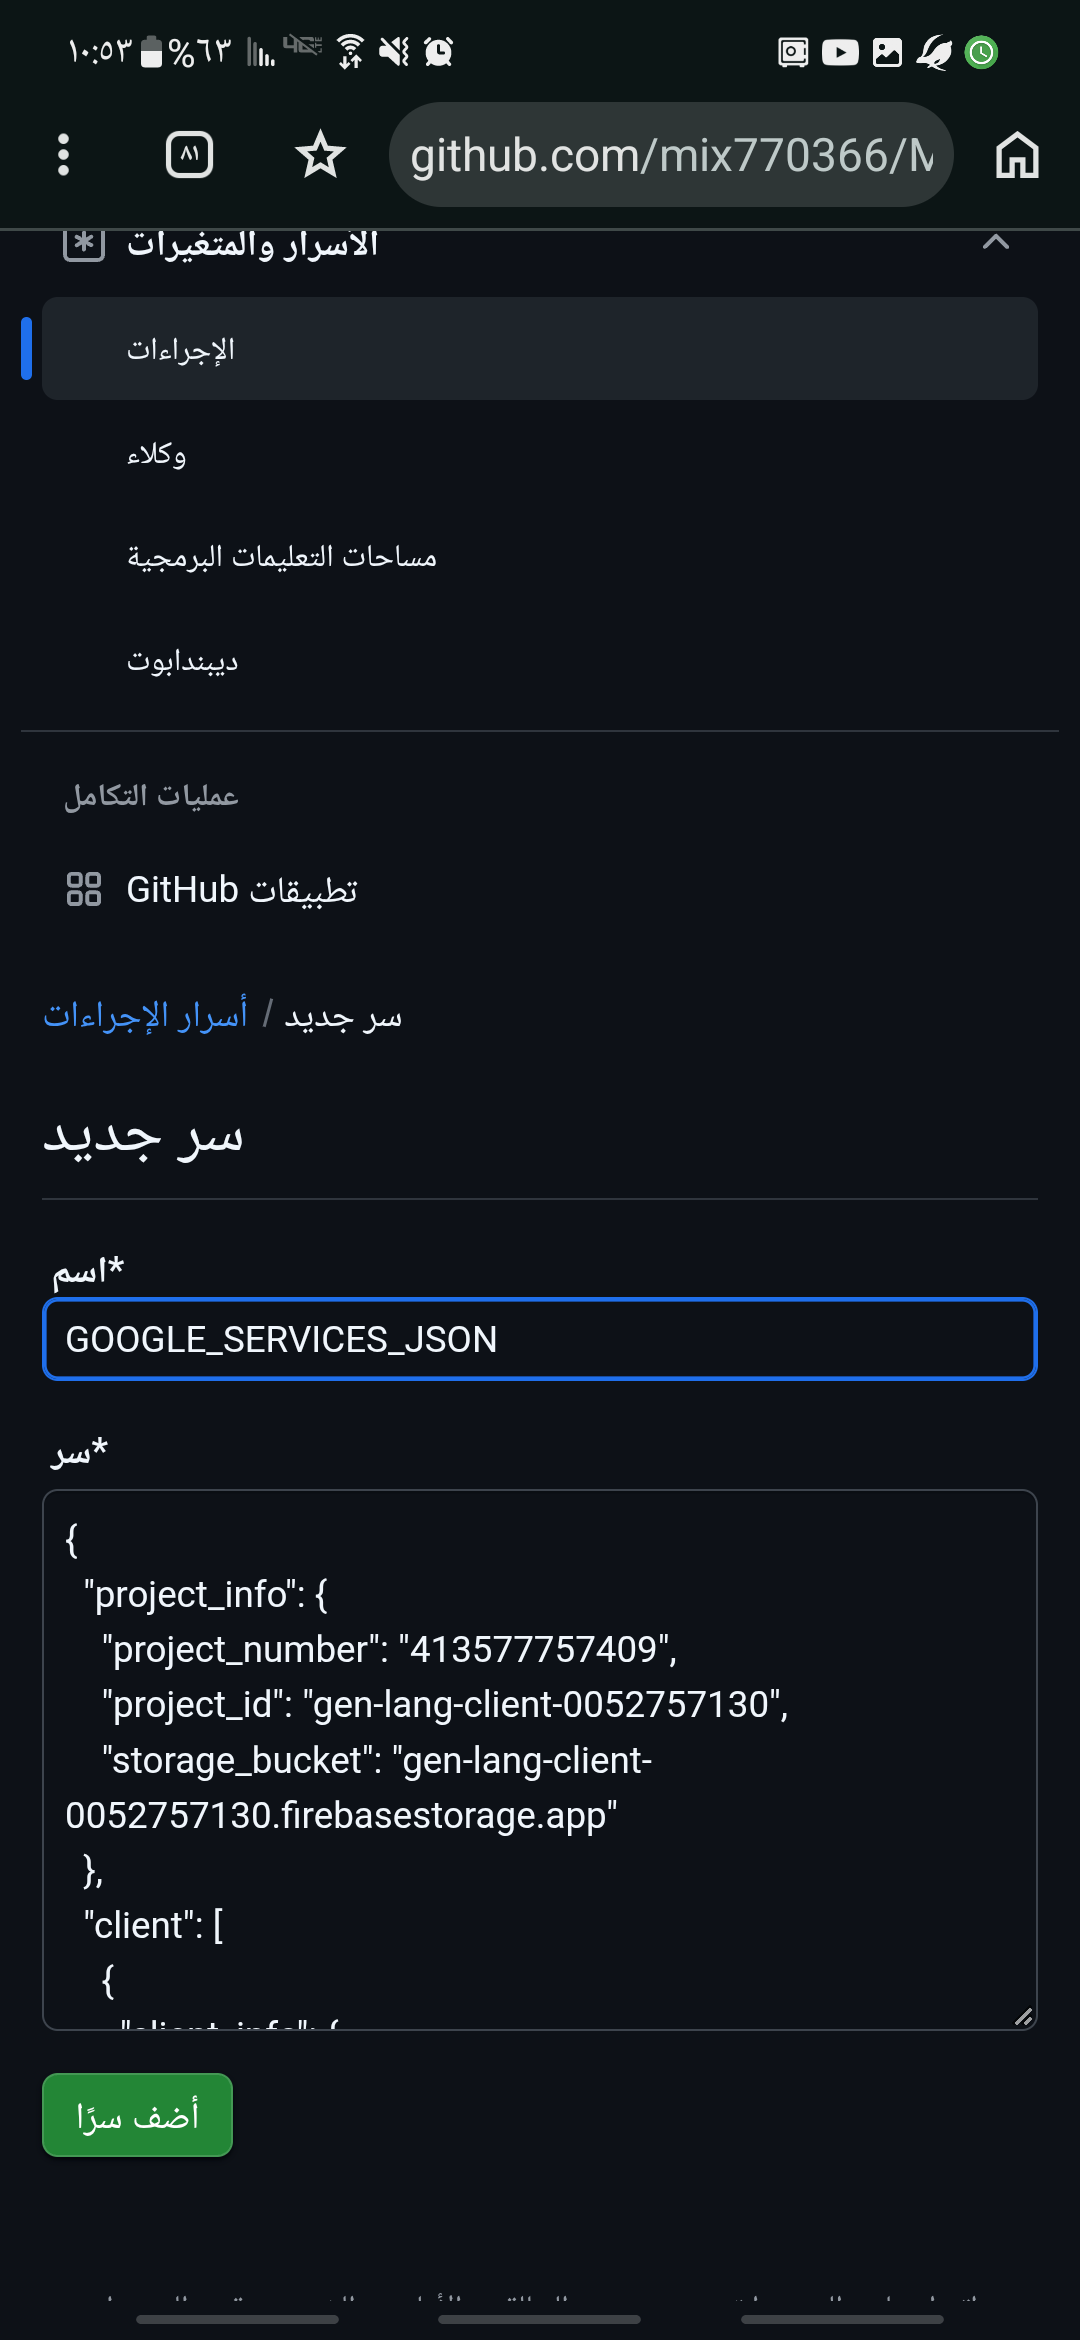 ١٠:٥٣ %٦٣
٨١ github.com/mix770366/M
الأسرار والمتغيرات
الإجراءات
وكلاء
مساحات التعليمات البرمجية
ديبندابوت
عمليات التكامل
تطبيقات GitHub
أسرار الإجراءات / سر جديد
سر جديد
اسم*
GOOGLE_SERVICES_JSON
سر*
{
"project_info": {
"project_number": "413577757409",
"project_id": "gen-lang-client-0052757130",
"storage_bucket": "gen-lang-client-
0052757130.firebasestorage.app"
},
"client": [
{
"client_info": {
أضف سرًا